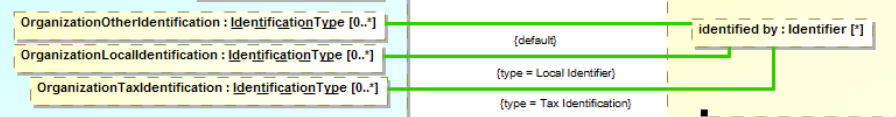 OrganizationOtherIdentification : IdentificationType [0..*]
identified by : Identifier [*]
{default}
OrganizationLocalIdentification : IdentificationType [0..*]
{type = Local Identifier}
OrganizationTaxIdentification : IdentificationType [0..*]
{type = Tax Identification}